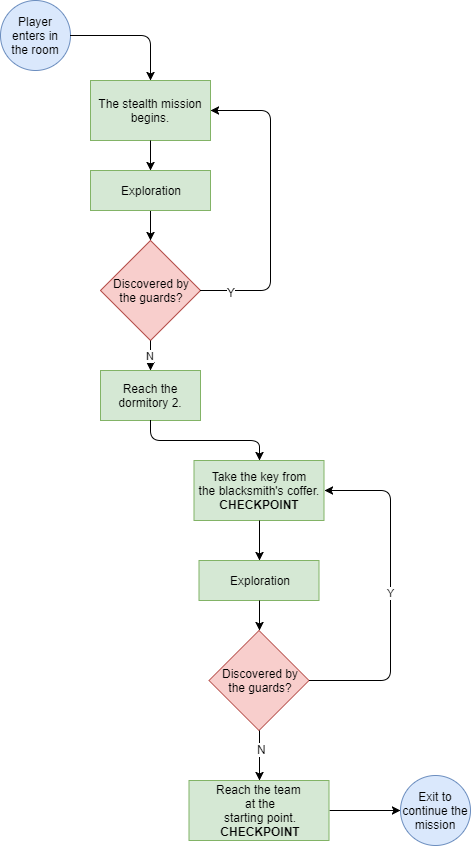 Player
enters in
the room
The stealth mission
begins.
Exploration
Discovered by
the guards?
Y
N
Reach the
dormitory 2.
Take the key from
the blacksmith's coffer.
CHECKPOINT
Exploration
Y
Discovered by
the guards?
N
Reach the team
at the
starting point.
CHECKPOINT
Exit to
continue the
mission